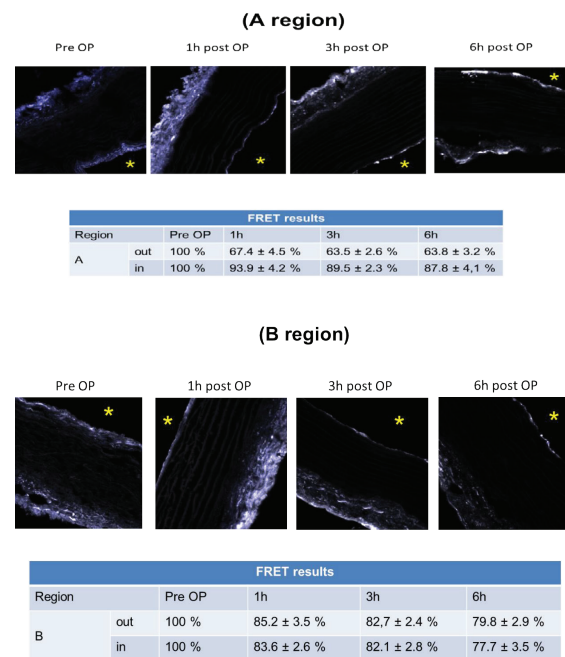 (A region)
Pre OP 1h post OP 3h post OP 6h post OP
* * * *
FRET results
Region Pre OP 1h 3h 6h
A out 100 % 67.4 ± 4.5 % 63.5 ± 2.6 % 63.8 ± 3.2 %
in 100 % 93.9 ± 4.2 % 89.5 ± 2.3 % 87.8 ± 4,1 %
(B region)
Pre OP 1h post OP 3h post OP 6h post OP
* * * *
FRET results
Region Pre OP 1h 3h 6h
B out 100 % 85.2 ± 3.5 % 82,7 ± 2.4 % 79.8 ± 2.9 %
in 100 % 83.6 ± 2.6 % 82.1 ± 2.8 % 77.7 ± 3.5 %